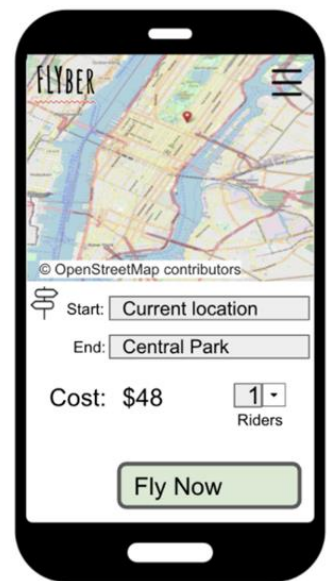 FLYBER
© OpenStreetMap contributors
Start: Current location
End: Central Park
Cost: $48 1
Riders
Fly Now